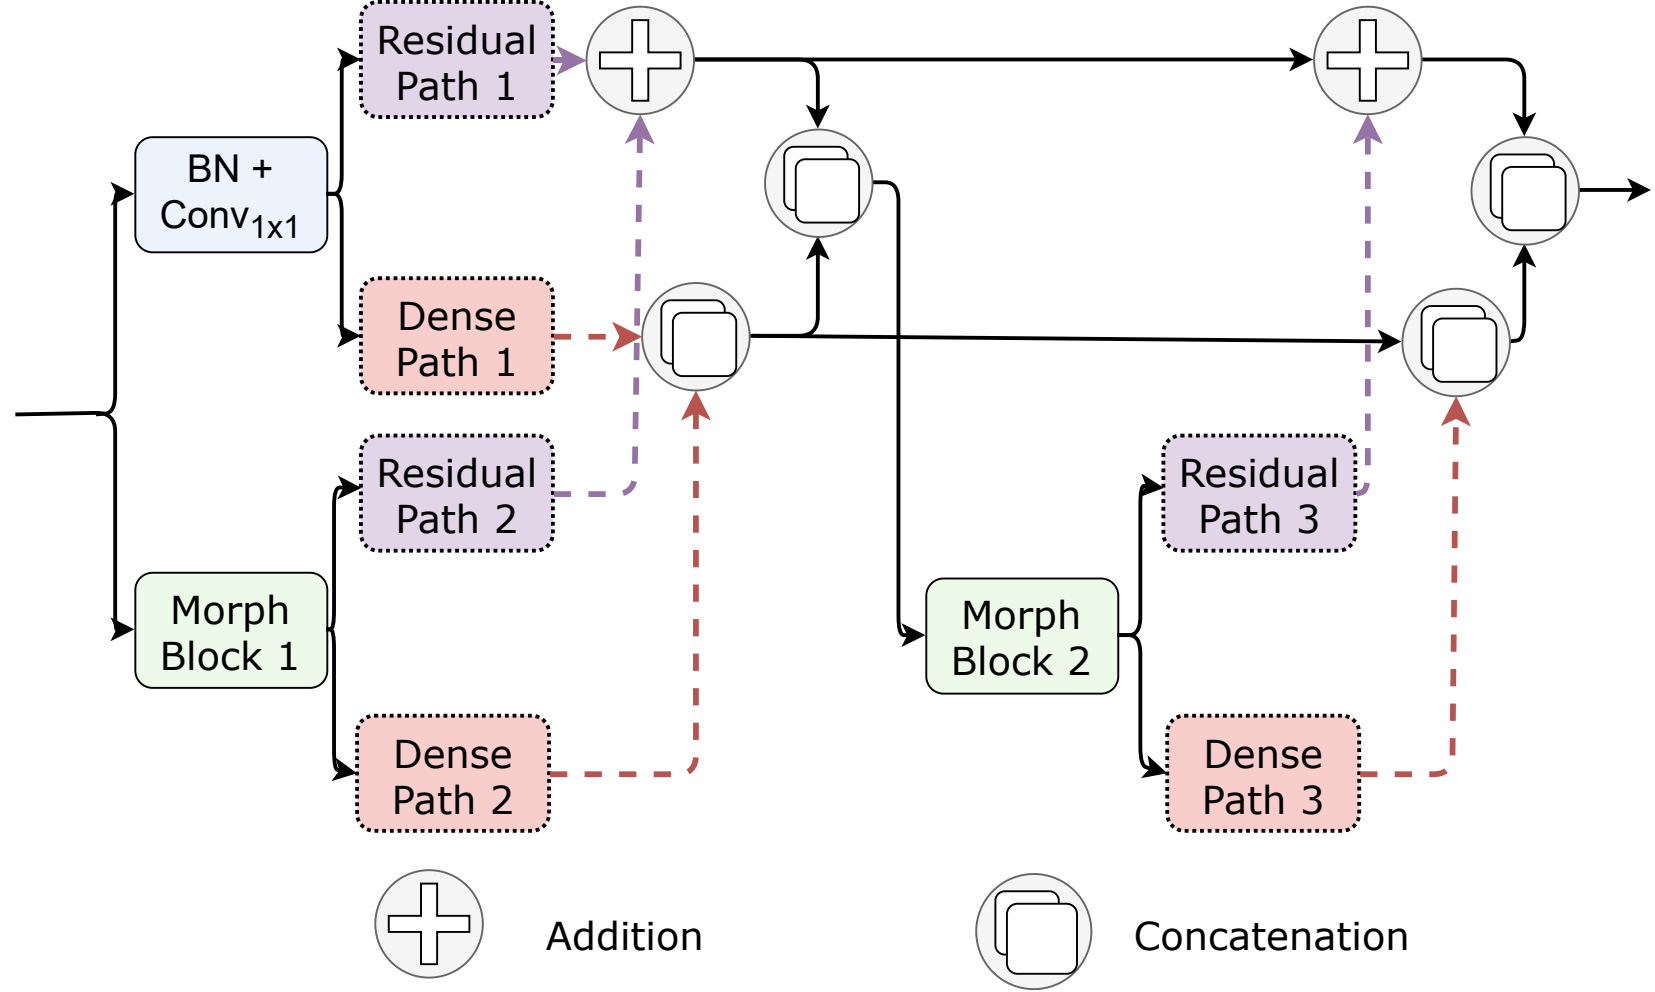 Residual
Path 1
BN +
Conv1x1
Dense
Path 1
Residual
Path 2
Residual
Path 3
Morph
Block 1
Morph
Block 2
Dense
Path 2
Dense
Path 3
Addition
Concatenation